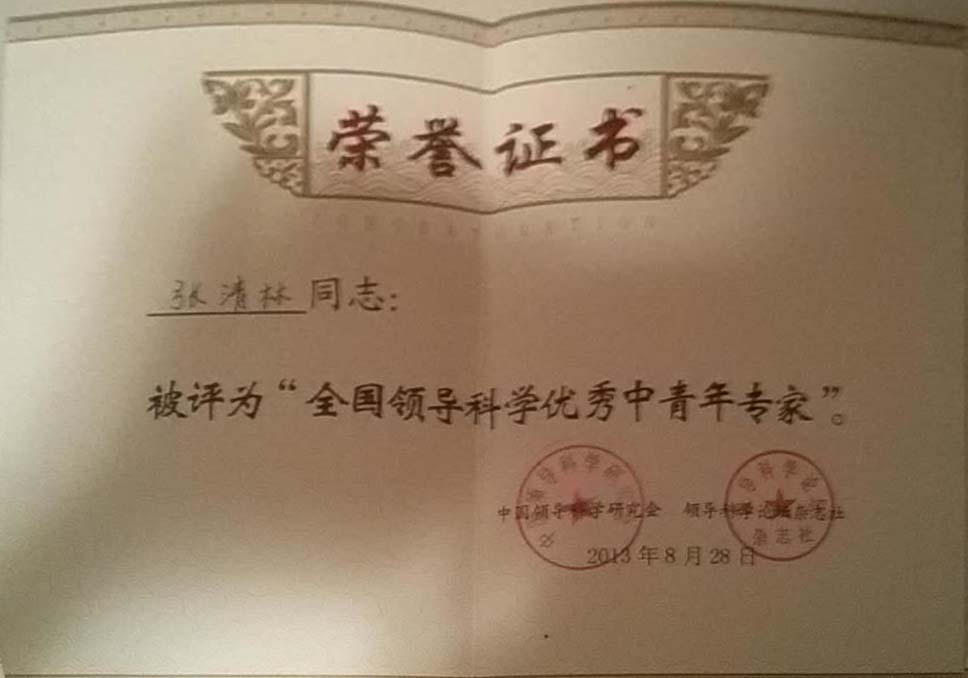 荣誉证书
张清林同志：
被评为“全国领导科学优秀中青年专家”。
中国领导科学研究会 领导科学论坛杂志社
2013年8月28日